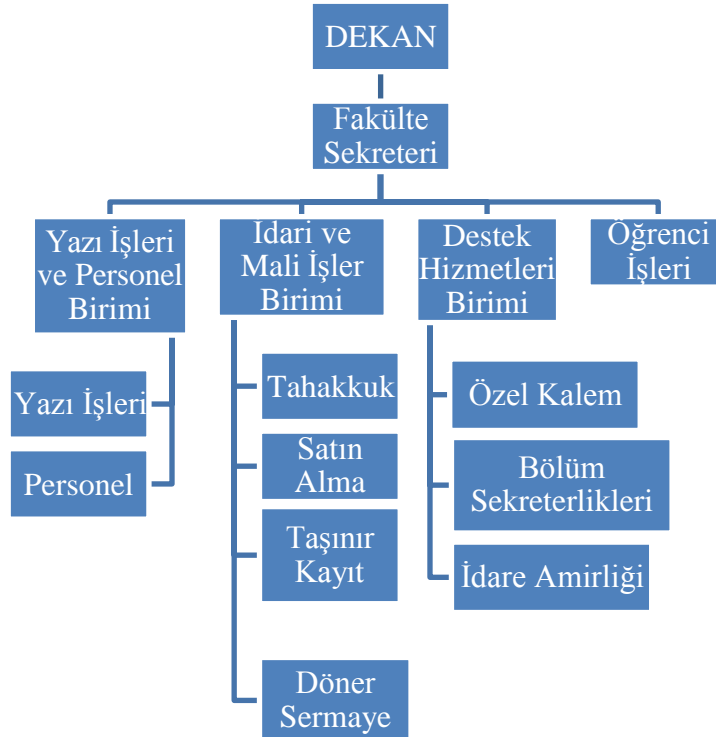 DEKAN
Fakülte
Sekreteri
Yazı İşleri
ve Personel
Birimi
Idari ve
Mali İşler
Birimi
Destek
Hizmetleri
Birimi
Öğrenci
İşleri
Yazı İşleri
Personel
Tahakkuk
Satın
Alma
Taşınır
Kayıt
Döner
Sermaye
Özel Kalem
Bölüm
Sekreterlikleri
İdare Amirliği